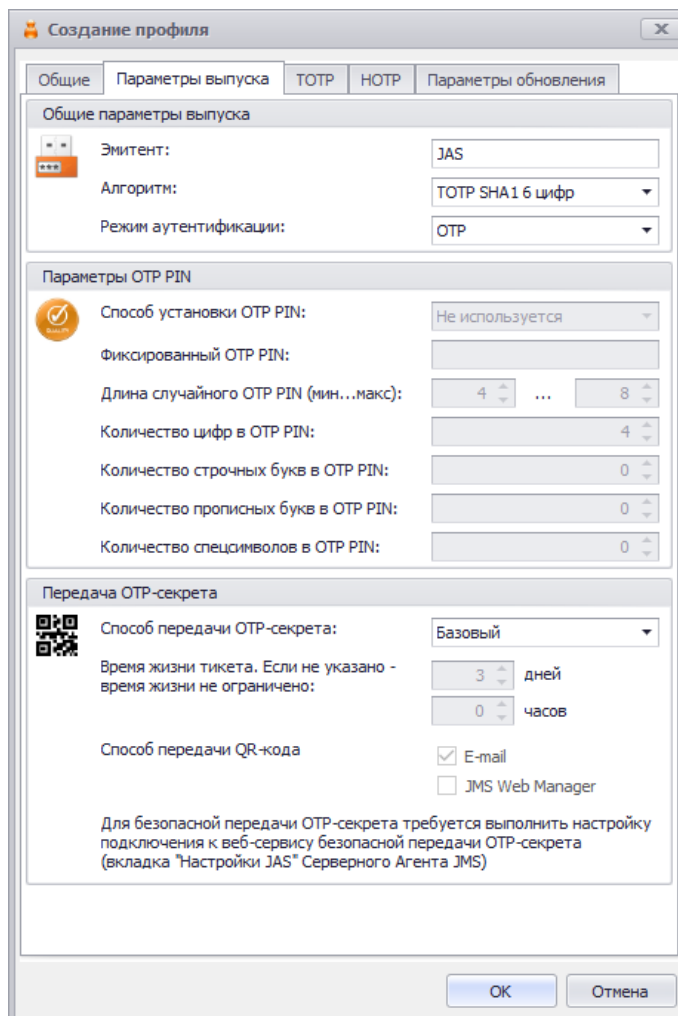 Создание профиля
Общие
Параметры выпуска
TOTP
HOTP
Параметры обновления
Общие параметры выпуска
Эмитент:
JAS
Алгоритм:
TOTP SHA1 6 цифр
Режим аутентификации:
OTP
Параметры OTP PIN
Способ установки OTP PIN:
Не используется
Фиксированный OTP PIN:
Длина случайного OTP PIN (мин...макс):
4 ... 8
Количество цифр в OTP PIN:
4
Количество строчных букв в OTP PIN:
0
Количество прописных букв в OTP PIN:
0
Количество спецсимволов в OTP PIN:
0
Передача OTP-секрета
Способ передачи OTP-секрета:
Базовый
Время жизни тикета. Если не указано -
время жизни не ограничено:
3 дней
0 часов
Способ передачи QR-кода
E-mail
JMS Web Manager
Для безопасной передачи OTP-секрета требуется выполнить настройку
подключения к веб-сервису безопасной передачи OTP-секрета
(вкладка "Настройки JAS" Серверного Агента JMS)
OK
Отмена